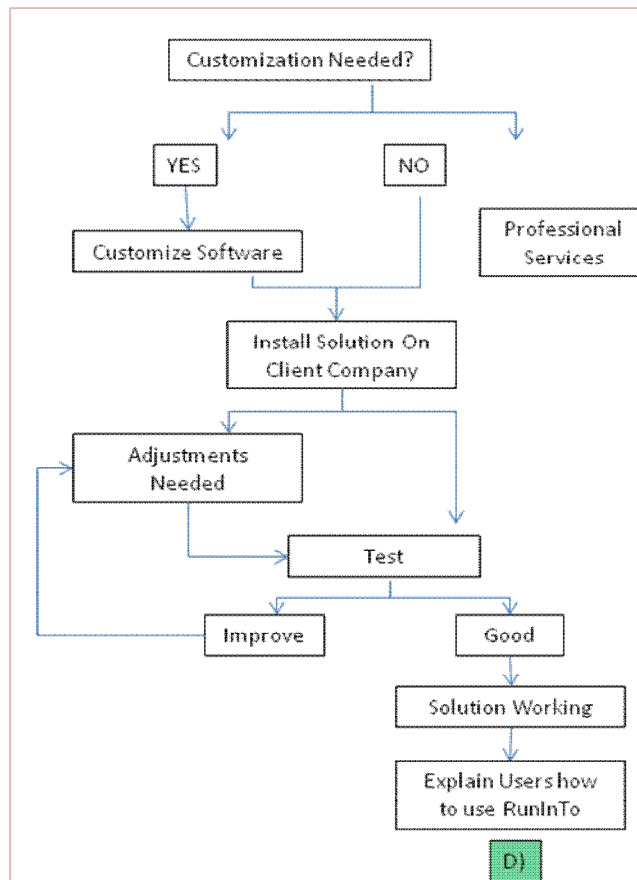 Customization Needed?
YES
NO
Customize Software
Professional
Services
Install Solution On
Client Company
Adjustments
Needed
Test
Improve
Good
Solution Working
Explain Users how
to use RunInTo
D)